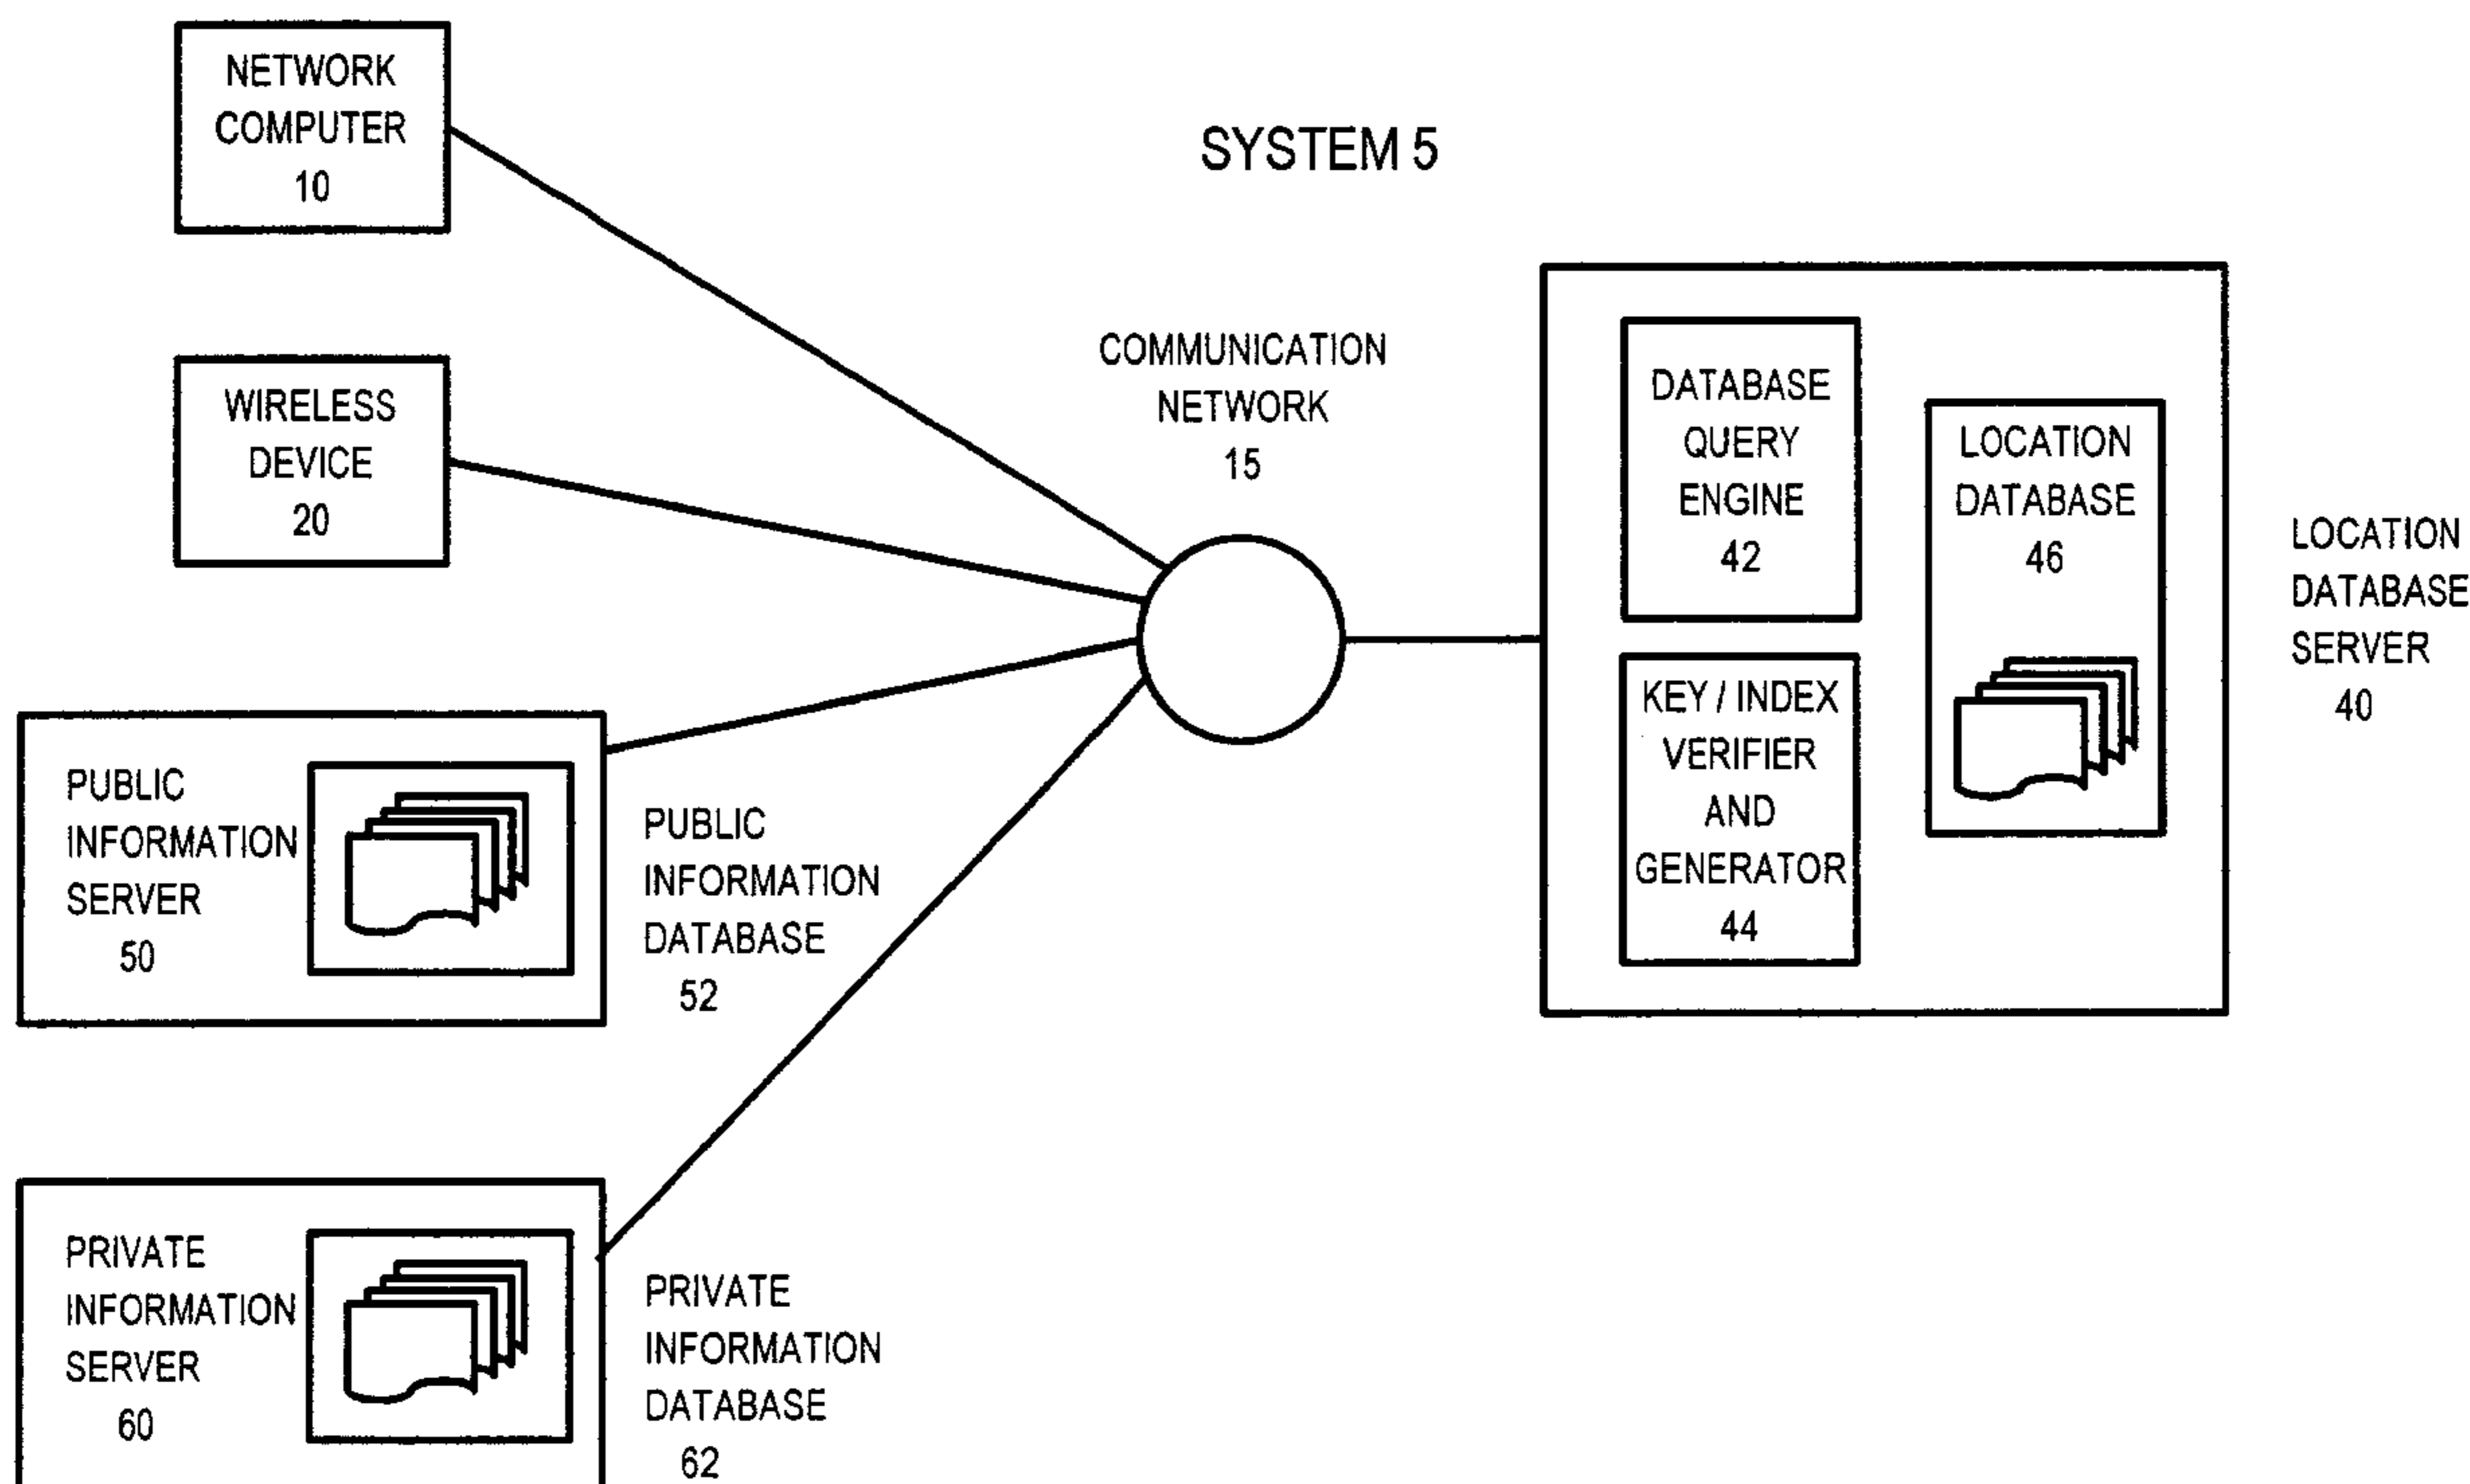 NETWORK
COMPUTER
10
SYSTEM 5
WIRELESS
DEVICE
20
COMMUNICATION
NETWORK
15
DATABASE
QUERY
ENGINE
42
LOCATION
DATABASE
46
LOCATION
DATABASE
SERVER
40
KEY / INDEX
VERIFIER
AND
GENERATOR
44
PUBLIC
INFORMATION
SERVER
50
PUBLIC
INFORMATION
DATABASE
52
PRIVATE
INFORMATION
SERVER
60
PRIVATE
INFORMATION
DATABASE
62